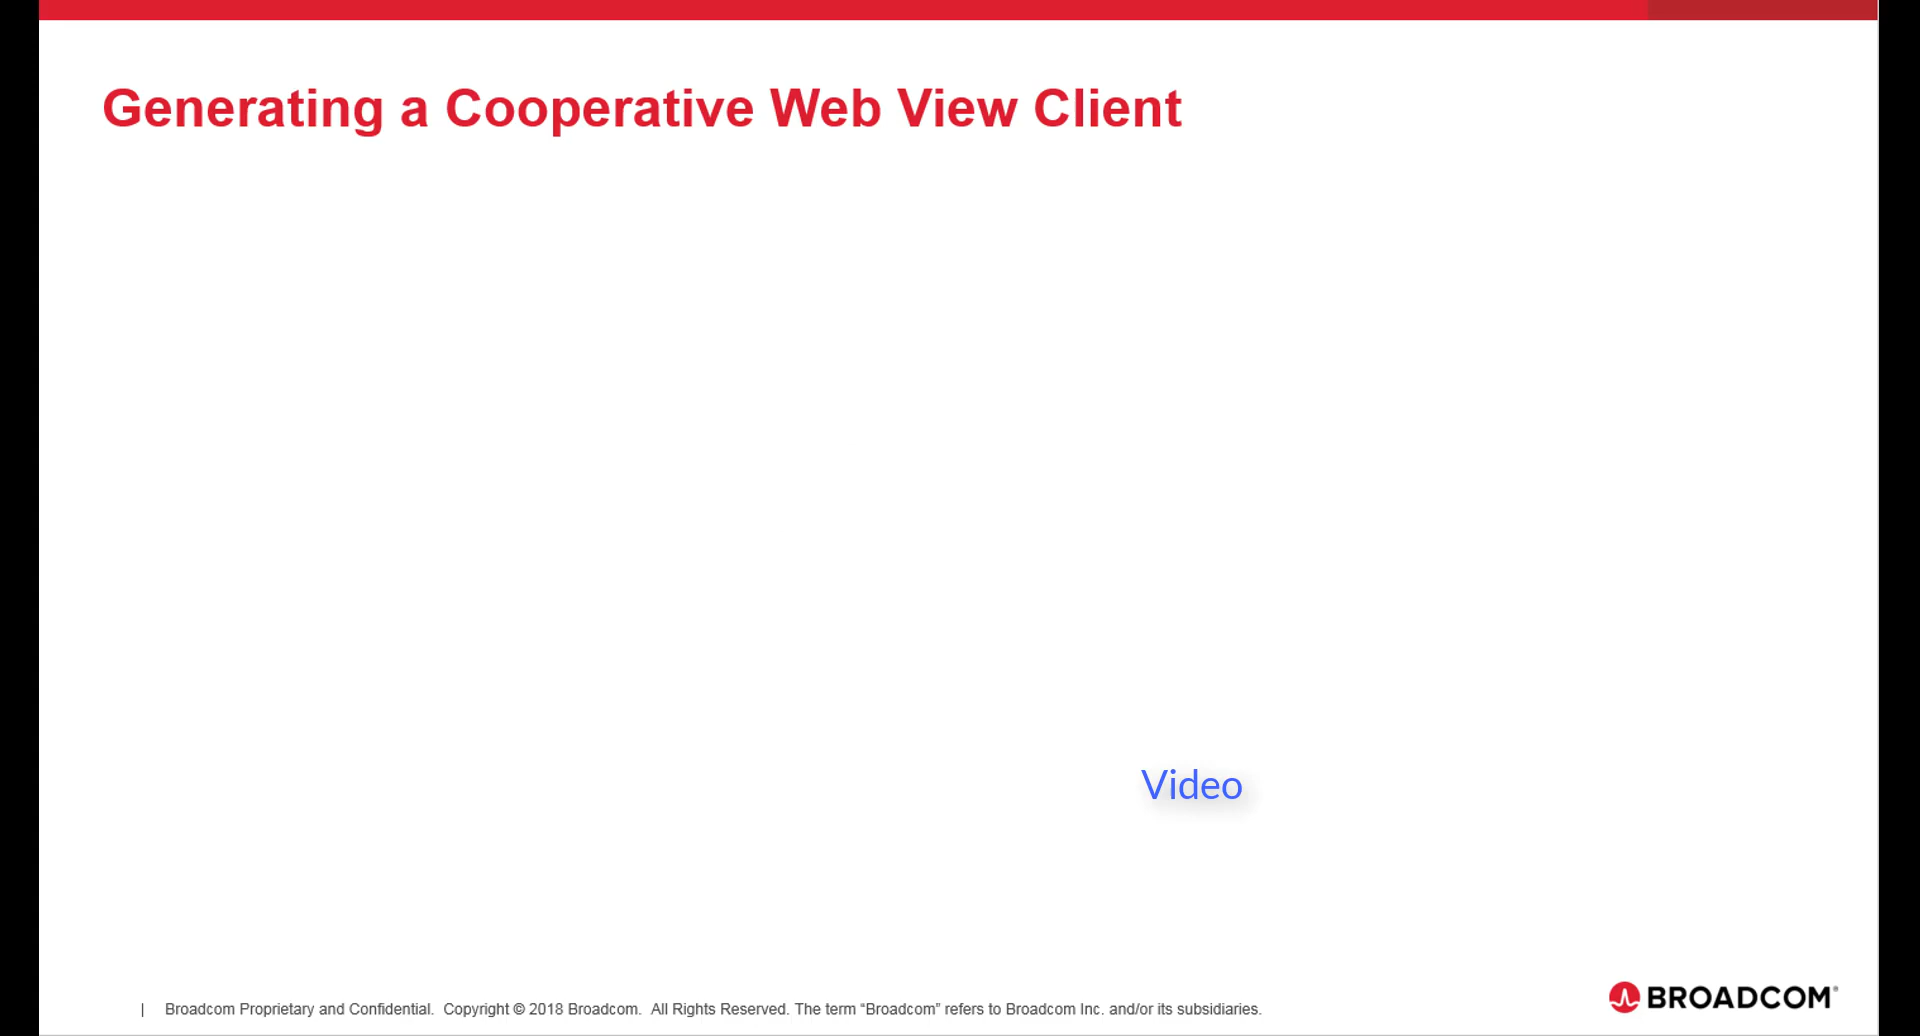 Generating a Cooperative Web View Client
Video
| Broadcom Proprietary and Confidential. Copyright © 2018 Broadcom. All Rights Reserved. The term “Broadcom” refers to Broadcom Inc. and/or its subsidiaries.
BROADCOM®